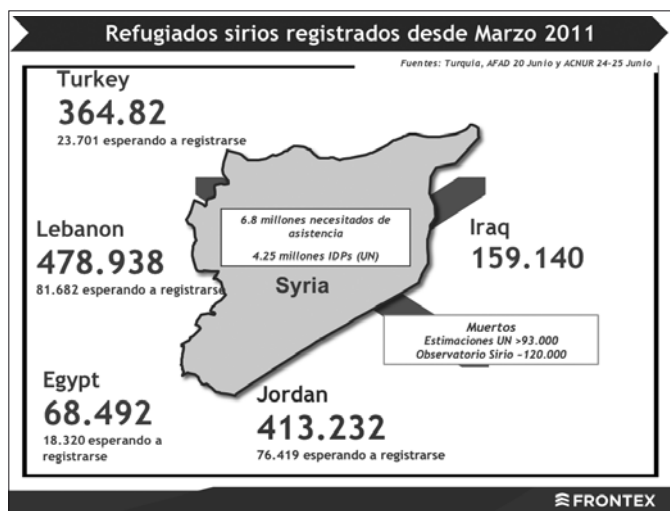 Refugiados sirios registrados desde Marzo 2011
Fuentes: Turquia, AFAD 20 Junio y ACNUR 24-25 Junio
Turkey
364.82
23.701 esperando a registrarse
Lebanon
478.938
81.682 esperando a registrarse
6.8 millones necesitados de
asistencia
4.25 millones IDPs (UN)
Syria
Iraq
159.140
Muertos
Estimaciones UN >93.000
Observatorio Sirio ~120.000
Egypt
68.492
18.320 esperando a
registrarse
Jordan
413.232
76.419 esperando a registrarse
FRONTEX